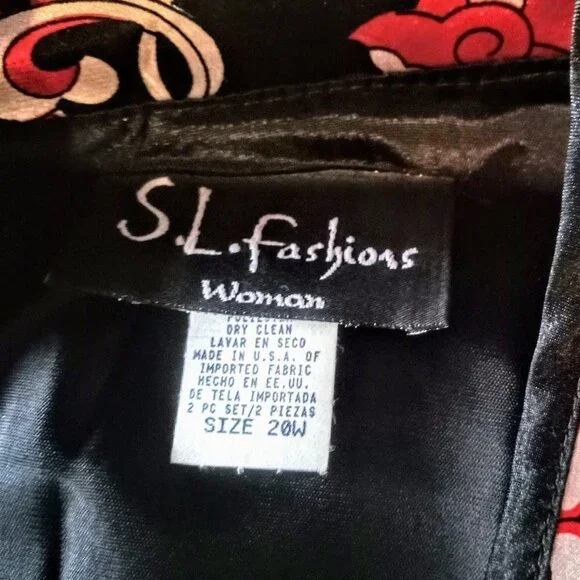 S.L. Fashions
Woman
POLYESTER
DRY CLEAN
LAVAR EN SECO
MADE IN U.S.A. OF
IMPORTED FABRIC
HECHO EN EE.UU.
DE TELA IMPORTADA
2 PC SET/2 PIEZAS
SIZE 20W